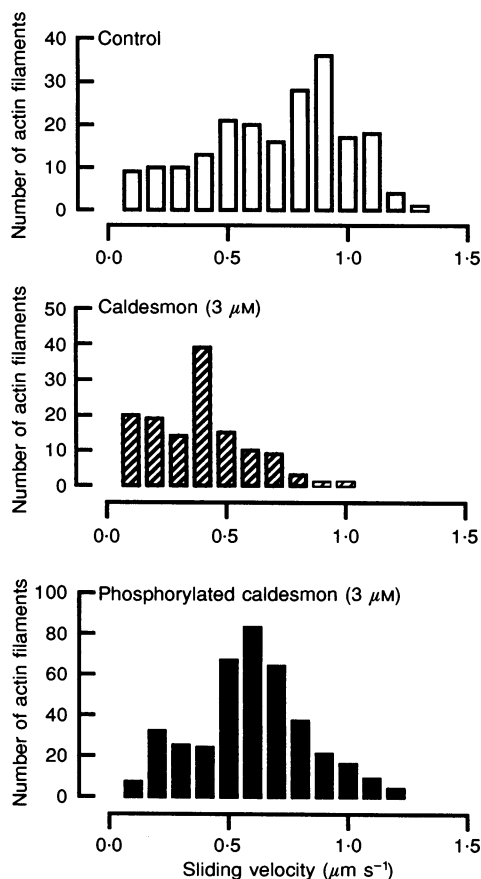 Control
Number of actin filaments
40
30
20
10
0
0·0 0·5 1·0 1·5
Caldesmon (3 μM)
Number of actin filaments
50
40
30
20
10
0
0·0 0·5 1·0 1·5
Phosphorylated caldesmon (3 μM)
Number of actin filaments
100
80
60
40
20
0
0·0 0·5 1·0 1·5
Sliding velocity (μm s⁻¹)